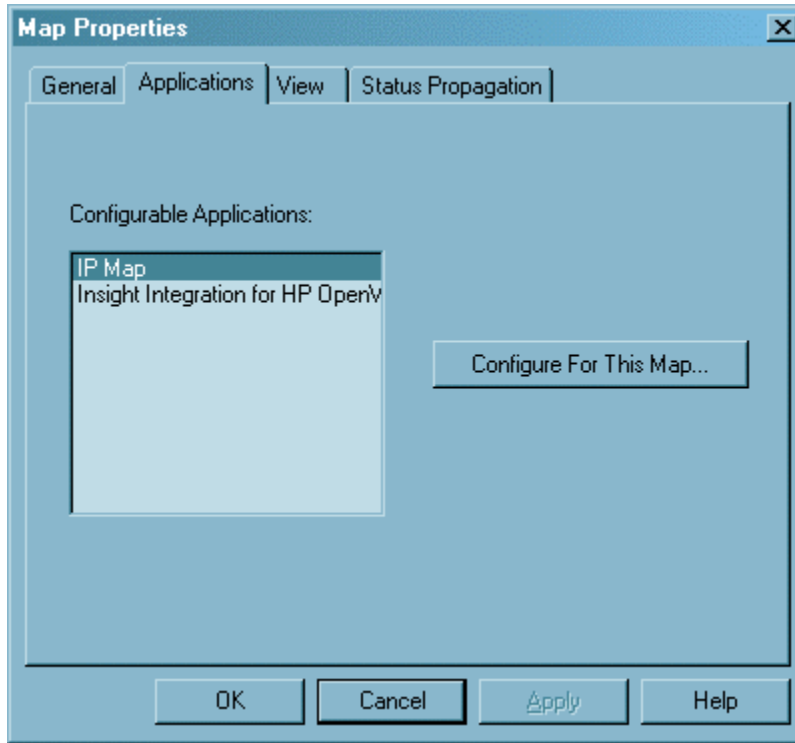 Map Properties
General Applications View Status Propagation
Configurable Applications:
IP Map
Insight Integration for HP OpenV
Configure For This Map...
OK Cancel Apply Help